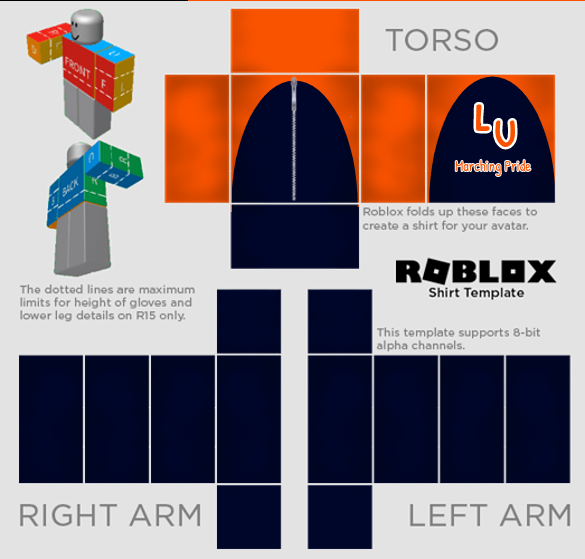 TORSO
FRONT
F
L
BACK
LU
Marching Pride
Roblox folds up these faces to
create a shirt for your avatar.
The dotted lines are maximum
limits for height of gloves and
lower leg details on R15 only.
ROBLOX
Shirt Template
This template supports 8-bit
alpha channels.
RIGHT ARM
LEFT ARM